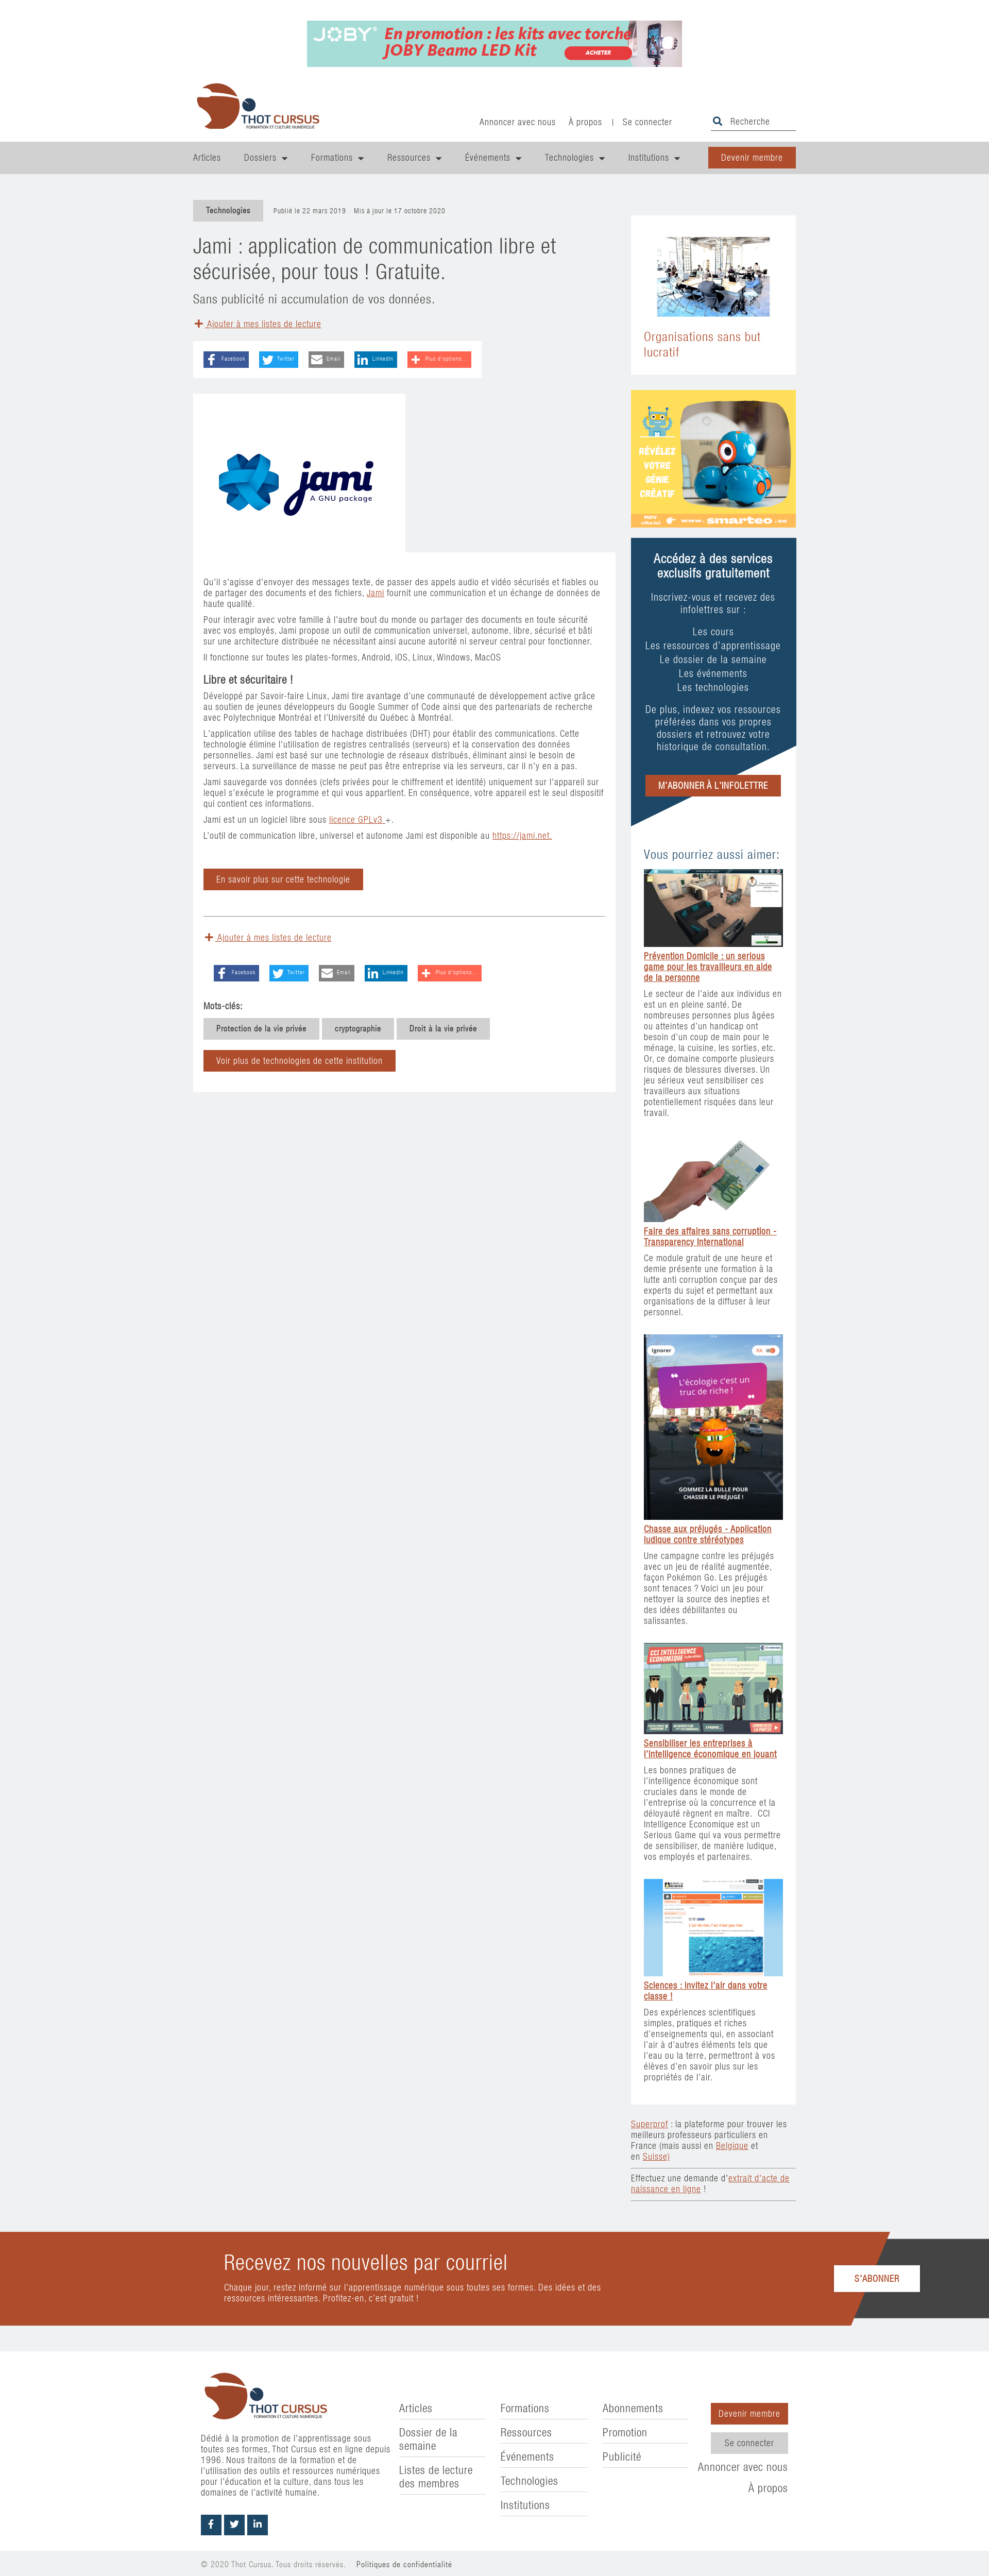 JOBY
En promotion : les kits avec torche
JOBY Beamo LED Kit
ACHETER
THOT CURSUS
FORMATION ET CULTURE NUMÉRIQUE
Annoncer avec nous À propos | Se connecter Recherche
Articles Dossiers Formations Ressources Événements Technologies Institutions Devenir membre
Technologies Publié le 22 mars 2019 Mis à jour le 17 octobre 2020
Jami : application de communication libre et
sécurisée, pour tous ! Gratuite.
Sans publicité ni accumulation de vos données.
Ajouter à mes listes de lecture
Facebook Twitter Email LinkedIn Plus d'options...
jami
A GNU package
Qu'il s'agisse d'envoyer des messages texte, de passer des appels audio et vidéo sécurisés et fiables ou
de partager des documents et des fichiers, Jami fournit une communication et un échange de données de
haute qualité.
Pour interagir avec votre famille à l'autre bout du monde ou partager des documents en toute sécurité
avec vos employés, Jami propose un outil de communication universel, autonome, libre, sécurisé et bâti
sur une architecture distribuée ne nécessitant ainsi aucune autorité ni serveur central pour fonctionner.
Il fonctionne sur toutes les plates-formes, Android, iOS, Linux, Windows, MacOS
Libre et sécuritaire !
Développé par Savoir-faire Linux, Jami tire avantage d'une communauté de développement active grâce
au soutien de jeunes développeurs du Google Summer of Code ainsi que des partenariats de recherche
avec Polytechnique Montréal et l'Université du Québec à Montréal.
L'application utilise des tables de hachage distribuées (DHT) pour établir des communications. Cette
technologie élimine l'utilisation de registres centralisés (serveurs) et la conservation des données
personnelles. Jami est basé sur une technologie de réseaux distribués, éliminant ainsi le besoin de
serveurs. La surveillance de masse ne peut pas être entreprise via les serveurs, car il n'y en a pas.
Jami sauvegarde vos données (clefs privées pour le chiffrement et identité) uniquement sur l'appareil sur
lequel s'exécute le programme et qui vous appartient. En conséquence, votre appareil est le seul dispositif
qui contient ces informations.
Jami est un un logiciel libre sous licence GPLv3 +.
L'outil de communication libre, universel et autonome Jami est disponible au https://jami.net.
En savoir plus sur cette technologie
Ajouter à mes listes de lecture
Facebook Twitter Email LinkedIn Plus d'options...
Mots-clés:
Protection de la vie privée cryptographie Droit à la vie privée
Voir plus de technologies de cette institution
Organisations sans but
lucratif
RÉVÉLEZ
VOTRE
GÉNIE
CRÉATIF
www.smarteo.co
Accédez à des services
exclusifs gratuitement
Inscrivez-vous et recevez des
infolettres sur :
Les cours
Les ressources d'apprentissage
Le dossier de la semaine
Les événements
Les technologies
De plus, indexez vos ressources
préférées dans vos propres
dossiers et retrouvez votre
historique de consultation.
M'ABONNER À L'INFOLETTRE
Vous pourriez aussi aimer:
Prévention Domicile : un serious
game pour les travailleurs en aide
de la personne
Le secteur de l'aide aux individus en
est un en pleine santé. De
nombreuses personnes plus âgées
ou atteintes d'un handicap ont
besoin d'un coup de main pour le
ménage, la cuisine, les sorties, etc.
Or, ce domaine comporte plusieurs
risques de blessures diverses. Un
jeu sérieux veut sensibiliser ces
travailleurs aux situations
potentiellement risquées dans leur
travail.
Faire des affaires sans corruption -
Transparency International
Ce module gratuit de une heure et
demie présente une formation à la
lutte anti corruption conçue par des
experts du sujet et permettant aux
organisations de la diffuser à leur
personnel.
Ignorer RA
L'écologie c'est un
truc de riche !
GOMMEZ LA BULLE POUR
CHASSER LE PRÉJUGÉ !
Chasse aux préjugés - Application
ludique contre stéréotypes
Une campagne contre les préjugés
avec un jeu de réalité augmentée,
façon Pokémon Go. Les préjugés
sont tenaces ? Voici un jeu pour
nettoyer la source des inepties et
des idées débilitantes ou
salissantes.
CCI INTELLIGENCE
ECONOMIQUE
Sensibiliser les entreprises à
l'intelligence économique en jouant
Les bonnes pratiques de
l'intelligence économique sont
cruciales dans le monde de
l'entreprise où la concurrence et la
déloyauté règnent en maître. CCI
Intelligence Economique est un
Serious Game qui va vous permettre
de sensibiliser, de manière ludique,
vos employés et partenaires.
Sciences : invitez l'air dans votre
classe !
Des expériences scientifiques
simples, pratiques et riches
d'enseignements qui, en associant
l'air à d'autres éléments tels que
l'eau ou la terre, permettront à vos
élèves d'en savoir plus sur les
propriétés de l'air.
Superprof : la plateforme pour trouver les
meilleurs professeurs particuliers en
France (mais aussi en Belgique et
en Suisse)
Effectuez une demande d'extrait d'acte de
naissance en ligne !
Recevez nos nouvelles par courriel
Chaque jour, restez informé sur l'apprentissage numérique sous toutes ses formes. Des idées et des
ressources intéressantes. Profitez-en, c'est gratuit !
S'ABONNER
THOT CURSUS
FORMATION ET CULTURE NUMÉRIQUE
Dédié à la promotion de l'apprentissage sous
toutes ses formes, Thot Cursus est en ligne depuis
1996. Nous traitons de la formation et de
l'utilisation des outils et ressources numériques
pour l'éducation et la culture, dans tous les
domaines de l'activité humaine.
Articles
Dossier de la
semaine
Listes de lecture
des membres
Formations
Ressources
Événements
Technologies
Institutions
Abonnements
Promotion
Publicité
Devenir membre
Se connecter
Annoncer avec nous
À propos
© 2020 Thot Cursus. Tous droits réservés. Politiques de confidentialité